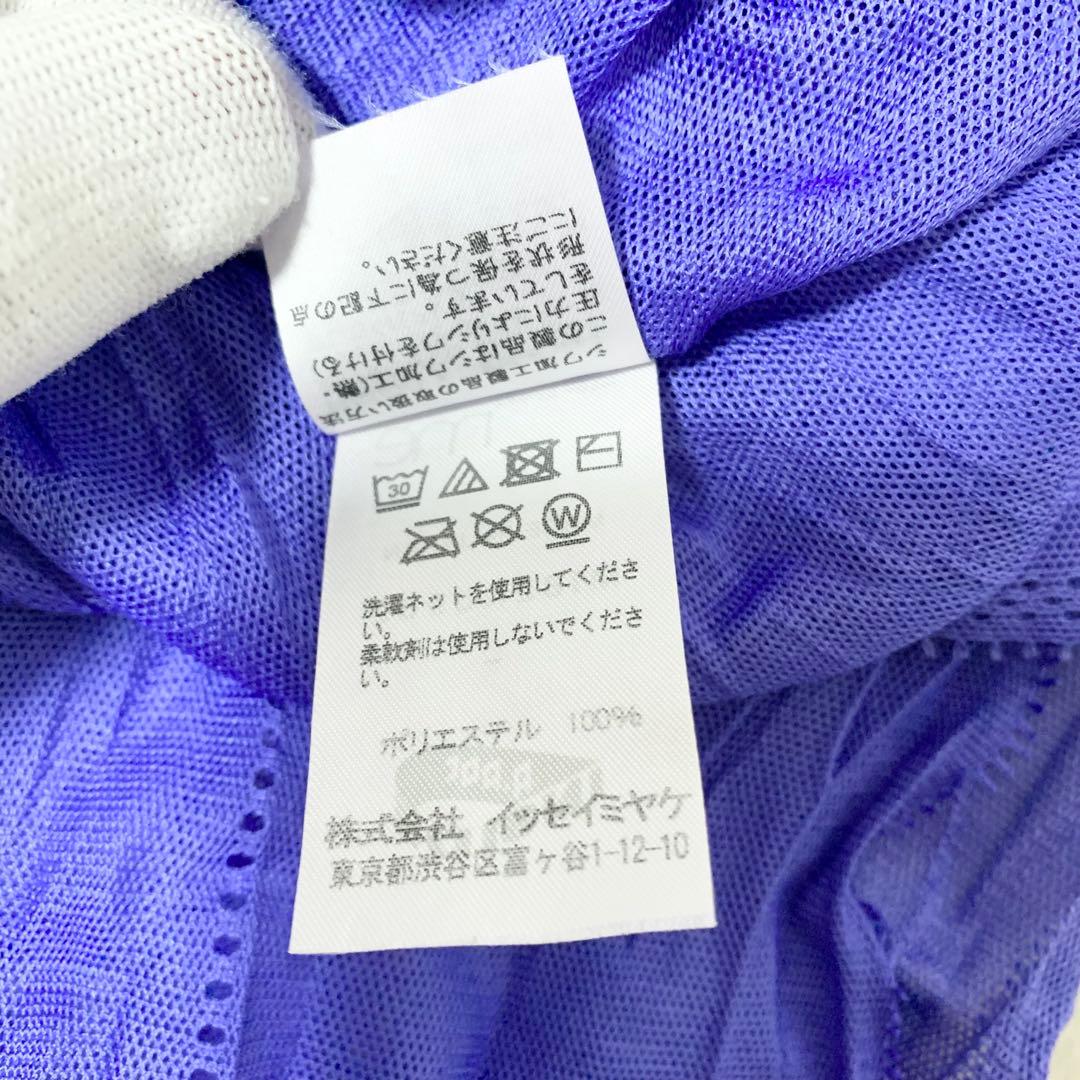 シワ加工製品の取扱い方法
この製品はシワ加工(熱・
圧力によりシワを付ける)
をしています。
形状を保つ為に下記の点
にご注意ください。
30
W
洗濯ネットを使用してくださ
い。
柔軟剤は使用しないでくださ
い。
ポリエステル 100%
株式会社 イッセイミヤケ
東京都渋谷区富ヶ谷1-12-10